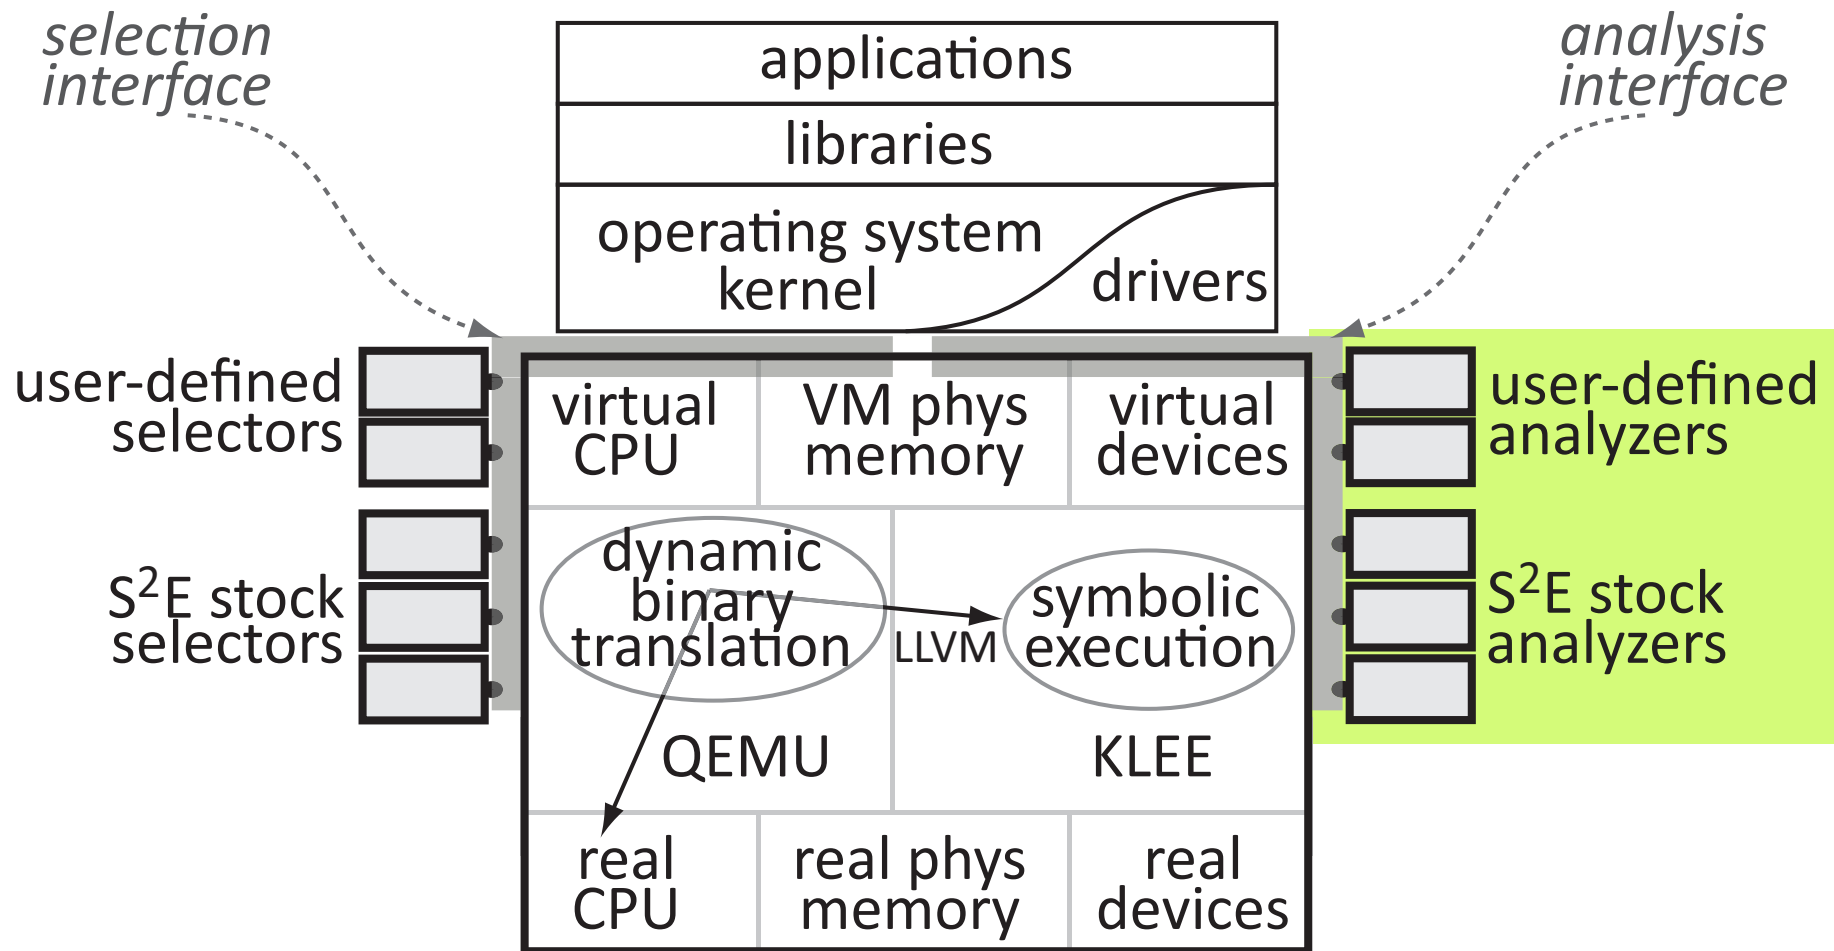 selection
interface
analysis
interface
applications
libraries
operating system
kernel
drivers
user-defined
selectors
S²E stock
selectors
virtual
CPU
VM phys
memory
virtual
devices
dynamic
binary
translation
LLVM
symbolic
execution
QEMU
KLEE
real
CPU
real phys
memory
real
devices
user-defined
analyzers
S²E stock
analyzers